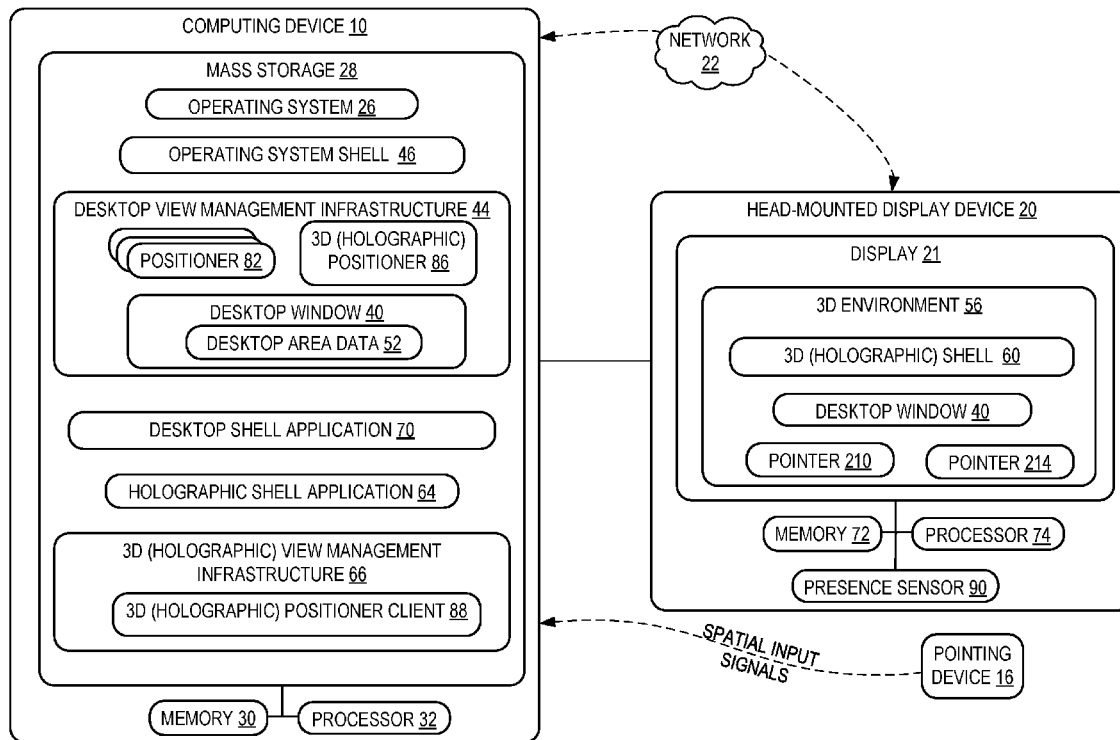 COMPUTING DEVICE 10
MASS STORAGE 28
OPERATING SYSTEM 26
OPERATING SYSTEM SHELL 46
DESKTOP VIEW MANAGEMENT INFRASTRUCTURE 44
POSITIONER 82
3D (HOLOGRAPHIC)
POSITIONER 86
DESKTOP WINDOW 40
DESKTOP AREA DATA 52
DESKTOP SHELL APPLICATION 70
HOLOGRAPHIC SHELL APPLICATION 64
3D (HOLOGRAPHIC) VIEW MANAGEMENT
INFRASTRUCTURE 66
3D (HOLOGRAPHIC) POSITIONER CLIENT 88
MEMORY 30
PROCESSOR 32
NETWORK
22
HEAD-MOUNTED DISPLAY DEVICE 20
DISPLAY 21
3D ENVIRONMENT 56
3D (HOLOGRAPHIC) SHELL 60
DESKTOP WINDOW 40
POINTER 210
POINTER 214
MEMORY 72
PROCESSOR 74
PRESENCE SENSOR 90
SPATIAL INPUT
SIGNALS
POINTING
DEVICE 16